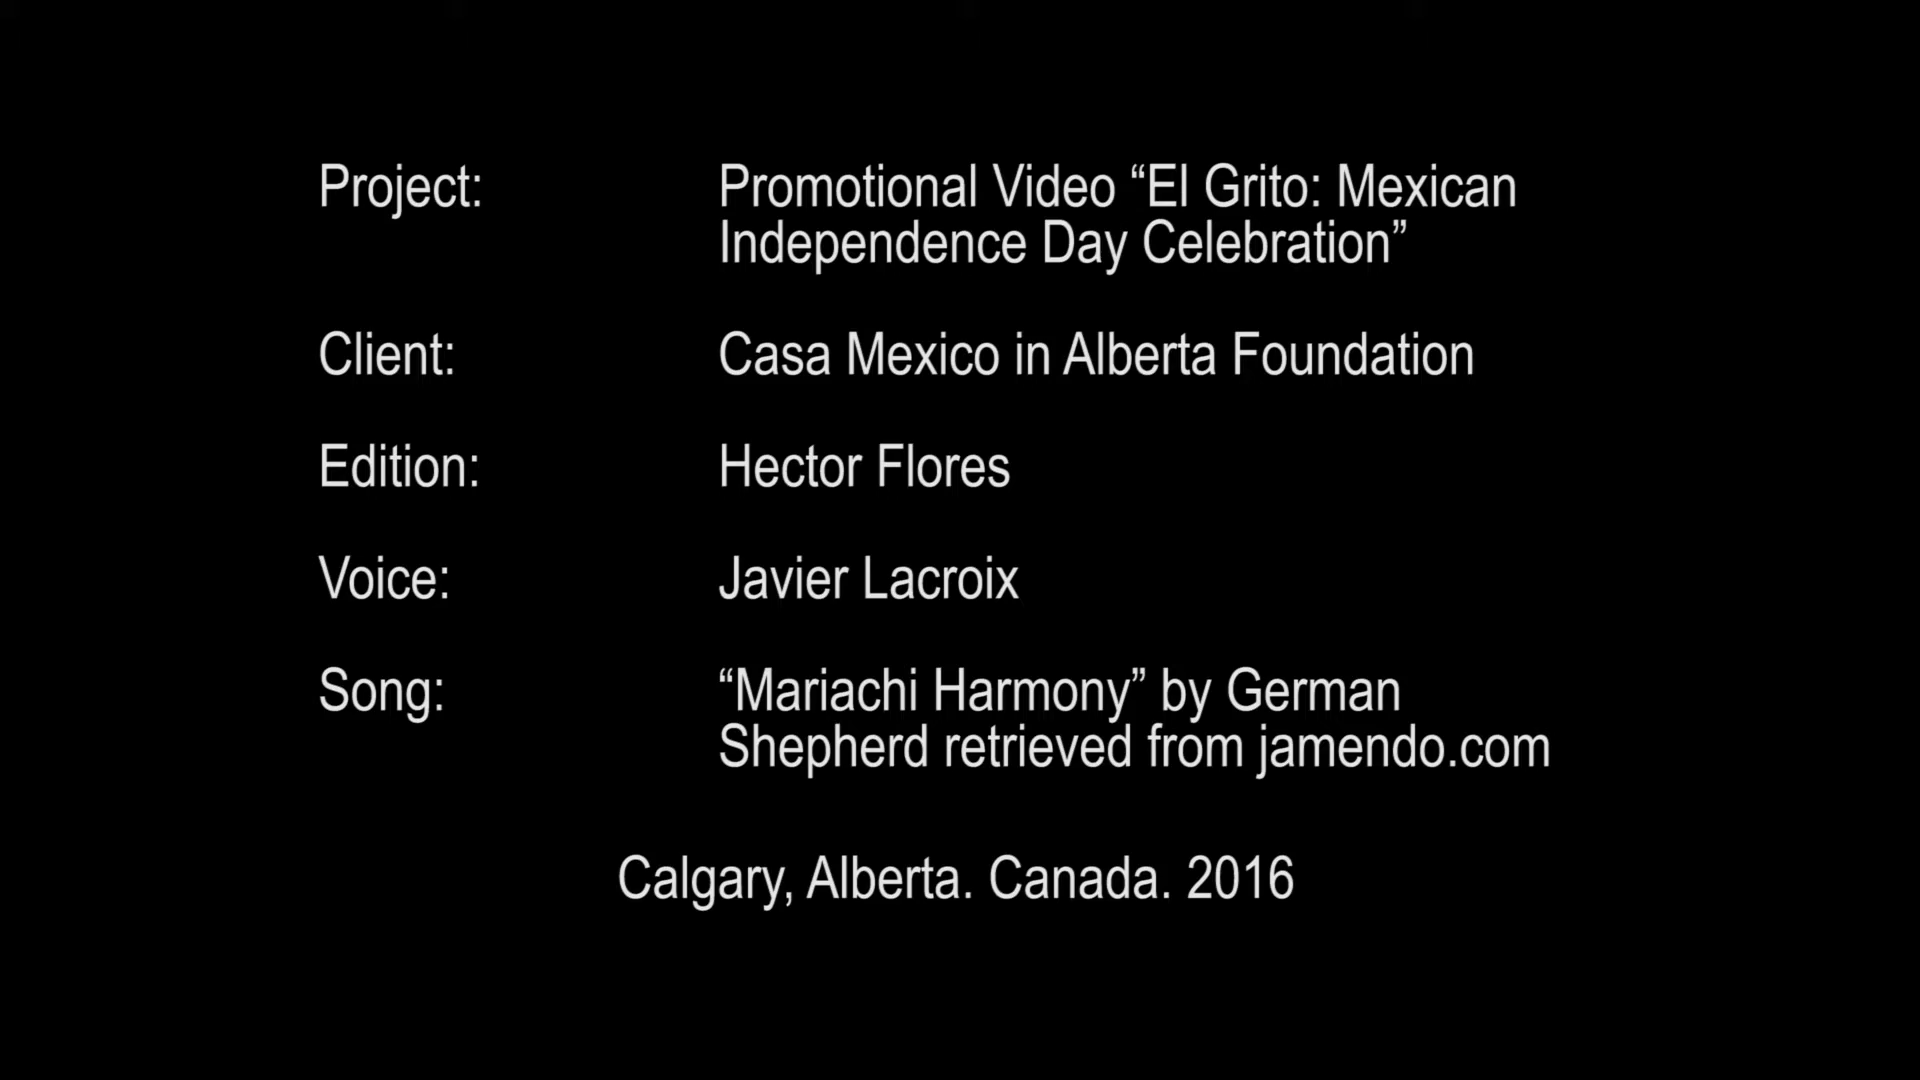 Project: Promotional Video “El Grito: Mexican
Independence Day Celebration”
Client: Casa Mexico in Alberta Foundation
Edition: Hector Flores
Voice: Javier Lacroix
Song: “Mariachi Harmony” by German
Shepherd retrieved from jamendo.com
Calgary, Alberta. Canada. 2016